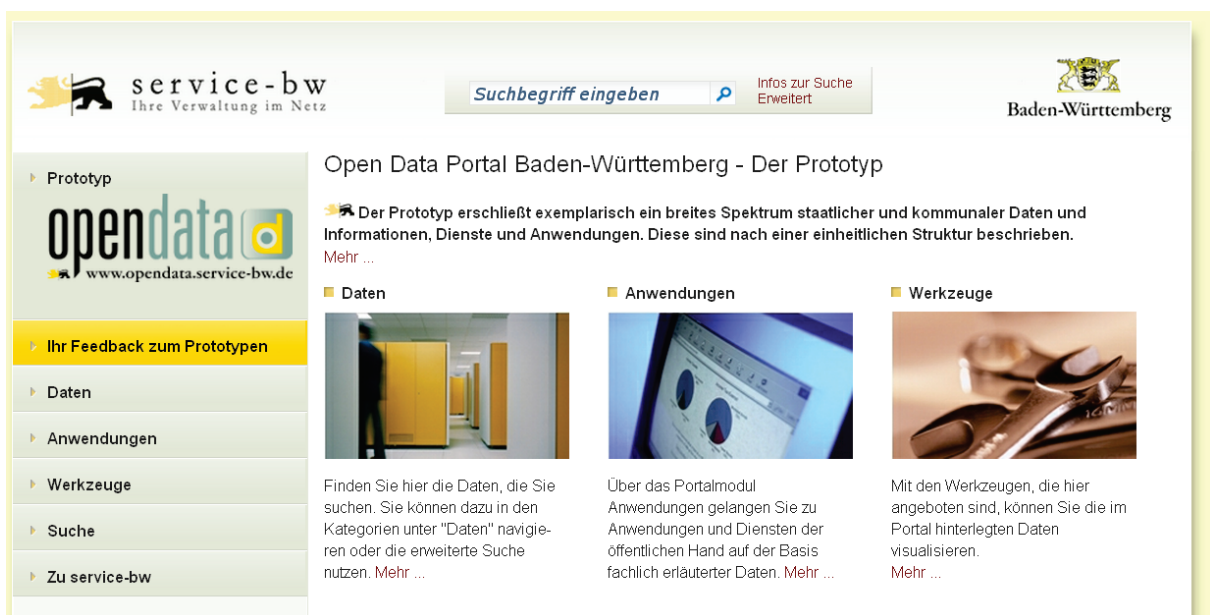 service-bw
Ihre Verwaltung im Netz
Suchbegriff eingeben
Infos zur Suche
Erweitert
Baden-Württemberg
Prototyp
opendata d
www.opendata.service-bw.de
Ihr Feedback zum Prototypen
Daten
Anwendungen
Werkzeuge
Suche
Zu service-bw
Open Data Portal Baden-Württemberg - Der Prototyp
Der Prototyp erschließt exemplarisch ein breites Spektrum staatlicher und kommunaler Daten und
Informationen, Dienste und Anwendungen. Diese sind nach einer einheitlichen Struktur beschrieben.
Mehr ...
Daten
Finden Sie hier die Daten, die Sie
suchen. Sie können dazu in den
Kategorien unter "Daten" navigie-
ren oder die erweiterte Suche
nutzen. Mehr ...
Anwendungen
Über das Portalmodul
Anwendungen gelangen Sie zu
Anwendungen und Diensten der
öffentlichen Hand auf der Basis
fachlich erläuterter Daten. Mehr ...
Werkzeuge
Mit den Werkzeugen, die hier
angeboten sind, können Sie die im
Portal hinterlegten Daten
visualisieren.
Mehr ...